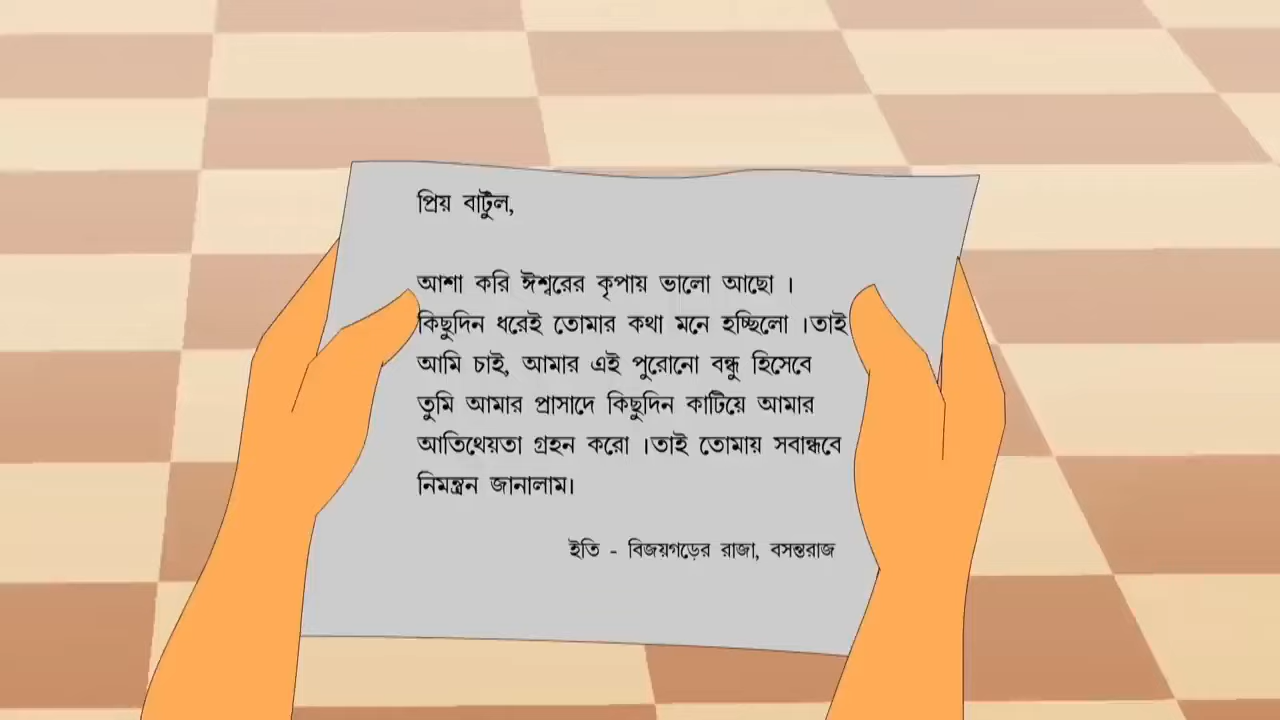 প্রিয় বাটুঁল,
আশা করি ঈশ্বরের কৃপায় ভালো আছো ।
কিছুদিন ধরেই তোমার কথা মনে হচ্ছিলো ।তাই
আমি চাই, আমার এই পুরোনো বন্ধু হিসেবে
তুমি আমার প্রাসাদে কিছুদিন কাটিয়ে আমার
আতিথেয়তা গ্রহন করো ।তাই তোমায় সবান্ধবে
নিমন্ত্রন জানালাম।
ইতি - বিজয়গড়ের রাজা, বসন্তরাজ